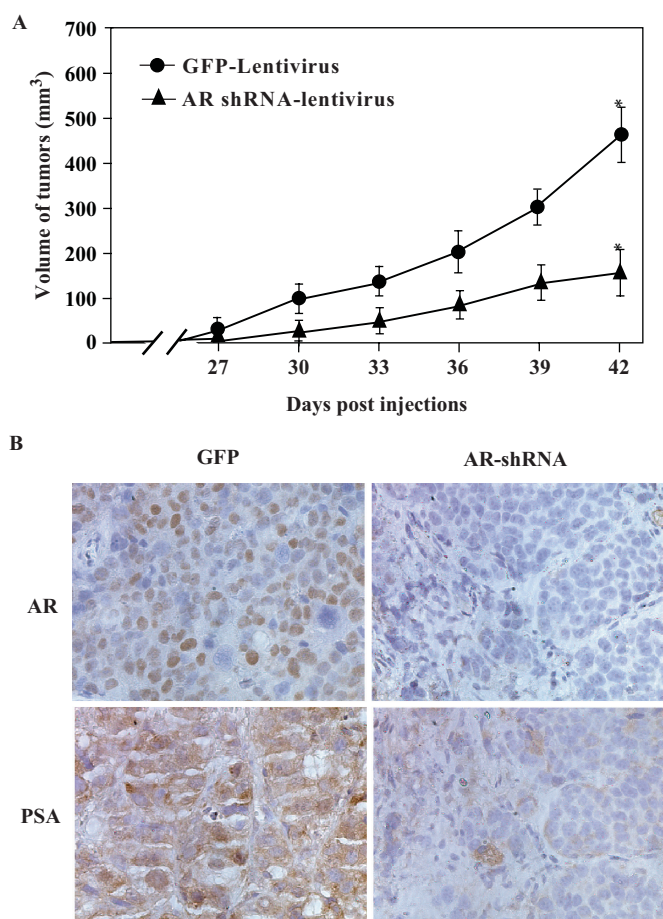 A
700
600
500
400
300
200
100
0
Volume of tumors (mm³)
GFP-Lentivirus
AR shRNA-lentivirus
*
*
27 30 33 36 39 42
Days post injections
B
GFP AR-shRNA
AR
PSA